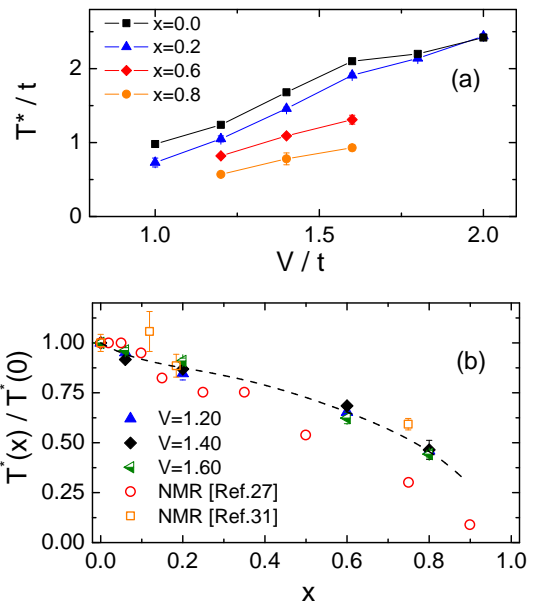 x=0.0
x=0.2
x=0.6
x=0.8
(a)
T* / t
2
1
0
1.0 1.5 2.0
V / t
(b)
T*(x) / T*(0)
1.00
0.75
0.50
0.25
0.00
V=1.20
V=1.40
V=1.60
NMR [Ref.27]
NMR [Ref.31]
0.0 0.2 0.4 0.6 0.8 1.0
x